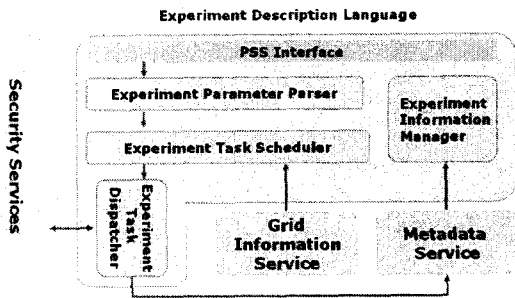 Experiment Description Language
PSS Interface
Experiment Parameter Parser
Experiment Task Scheduler
Experiment
Information
Manager
Security Services
Experiment
Task
Dispatcher
Grid
Information
Service
Metadata
Service